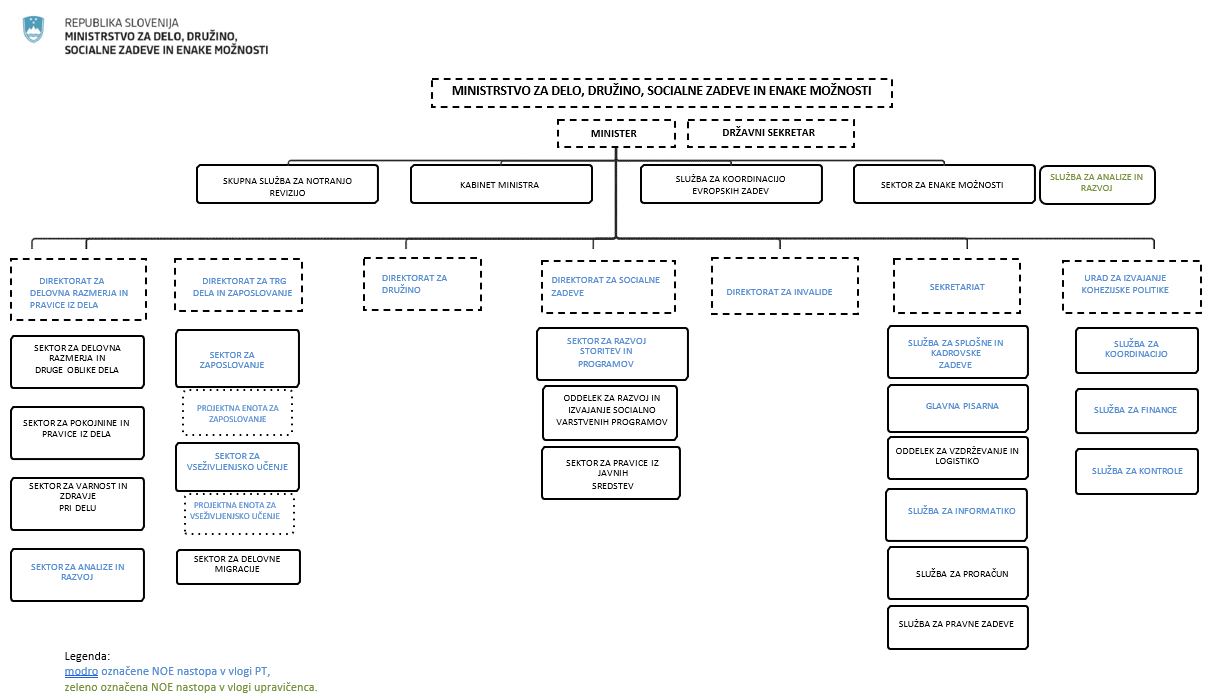 REPUBLIKA SLOVENIJA
MINISTRSTVO ZA DELO, DRUŽINO,
SOCIALNE ZADEVE IN ENAKE MOŽNOSTI
MINISTRSTVO ZA DELO, DRUŽINO, SOCIALNE ZADEVE IN ENAKE MOŽNOSTI
MINISTER
DRŽAVNI SEKRETAR
SKUPNA SLUŽBA ZA NOTRANJO
REVIZIJO
KABINET MINISTRA
SLUŽBA ZA KOORDINACIJO
EVROPSKIH ZADEV
SEKTOR ZA ENAKE MOŽNOSTI
SLUŽBA ZA ANALIZE IN
RAZVOJ
DIREKTORAT ZA
DELOVNA RAZMERJA IN
PRAVICE IZ DELA
SEKTOR ZA DELOVNA
RAZMERJA IN
DRUGE OBLIKE DELA
SEKTOR ZA POKOJNINE IN
PRAVICE IZ DELA
SEKTOR ZA VARNOST IN
ZDRAVJE
PRI DELU
SEKTOR ZA ANALIZE IN
RAZVOJ
DIREKTORAT ZA TRG
DELA IN ZAPOSLOVANJE
SEKTOR ZA
ZAPOSLOVANJE
PROJEKTNA ENOTA ZA
ZAPOSLOVANJE
SEKTOR ZA
VSEŽIVLJENJSKO UČENJE
PROJEKTNA ENOTA ZA
VSEŽIVLJENJSKO UČENJE
SEKTOR ZA DELOVNE
MIGRACIJE
DIREKTORAT ZA
DRUŽINO
DIREKTORAT ZA SOCIALNE
ZADEVE
SEKTOR ZA RAZVOJ
STORITEV IN
PROGRAMOV
ODDELEK ZA RAZVOJ IN
IZVAJANJE SOCIALNO
VARSTVENIH PROGRAMOV
SEKTOR ZA PRAVICE IZ
JAVNIH
SREDSTEV
DIREKTORAT ZA INVALIDE
SEKRETARIAT
SLUŽBA ZA SPLOŠNE IN
KADROVSKE
ZADEVE
GLAVNA PISARNA
ODDELEK ZA VZDRŽEVANJE IN
LOGISTIKO
SLUŽBA ZA INFORMATIKO
SLUŽBA ZA PRORAČUN
SLUŽBA ZA PRAVNE ZADEVE
URAD ZA IZVAJANJE
KOHEZIJSKE POLITIKE
SLUŽBA ZA
KOORDINACIJO
SLUŽBA ZA FINANCE
SLUŽBA ZA KONTROLE
Legenda:
modro označene NOE nastopa v vlogi PT,
zeleno označena NOE nastopa v vlogi upravičenca.